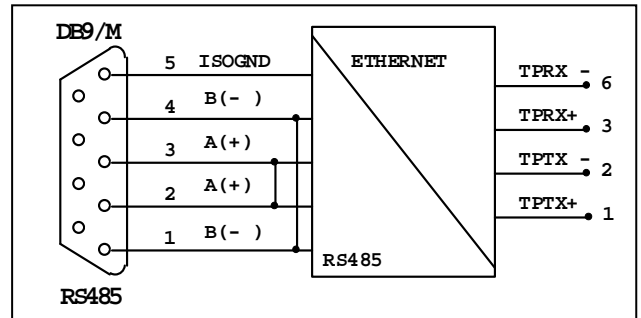 DB9/M
5 ISOGND
4 B(- )
3 A(+)
2 A(+)
1 B(- )
RS485
ETHERNET
RS485
TPRX - 6
TPRX+ 3
TPTX - 2
TPTX+ 1